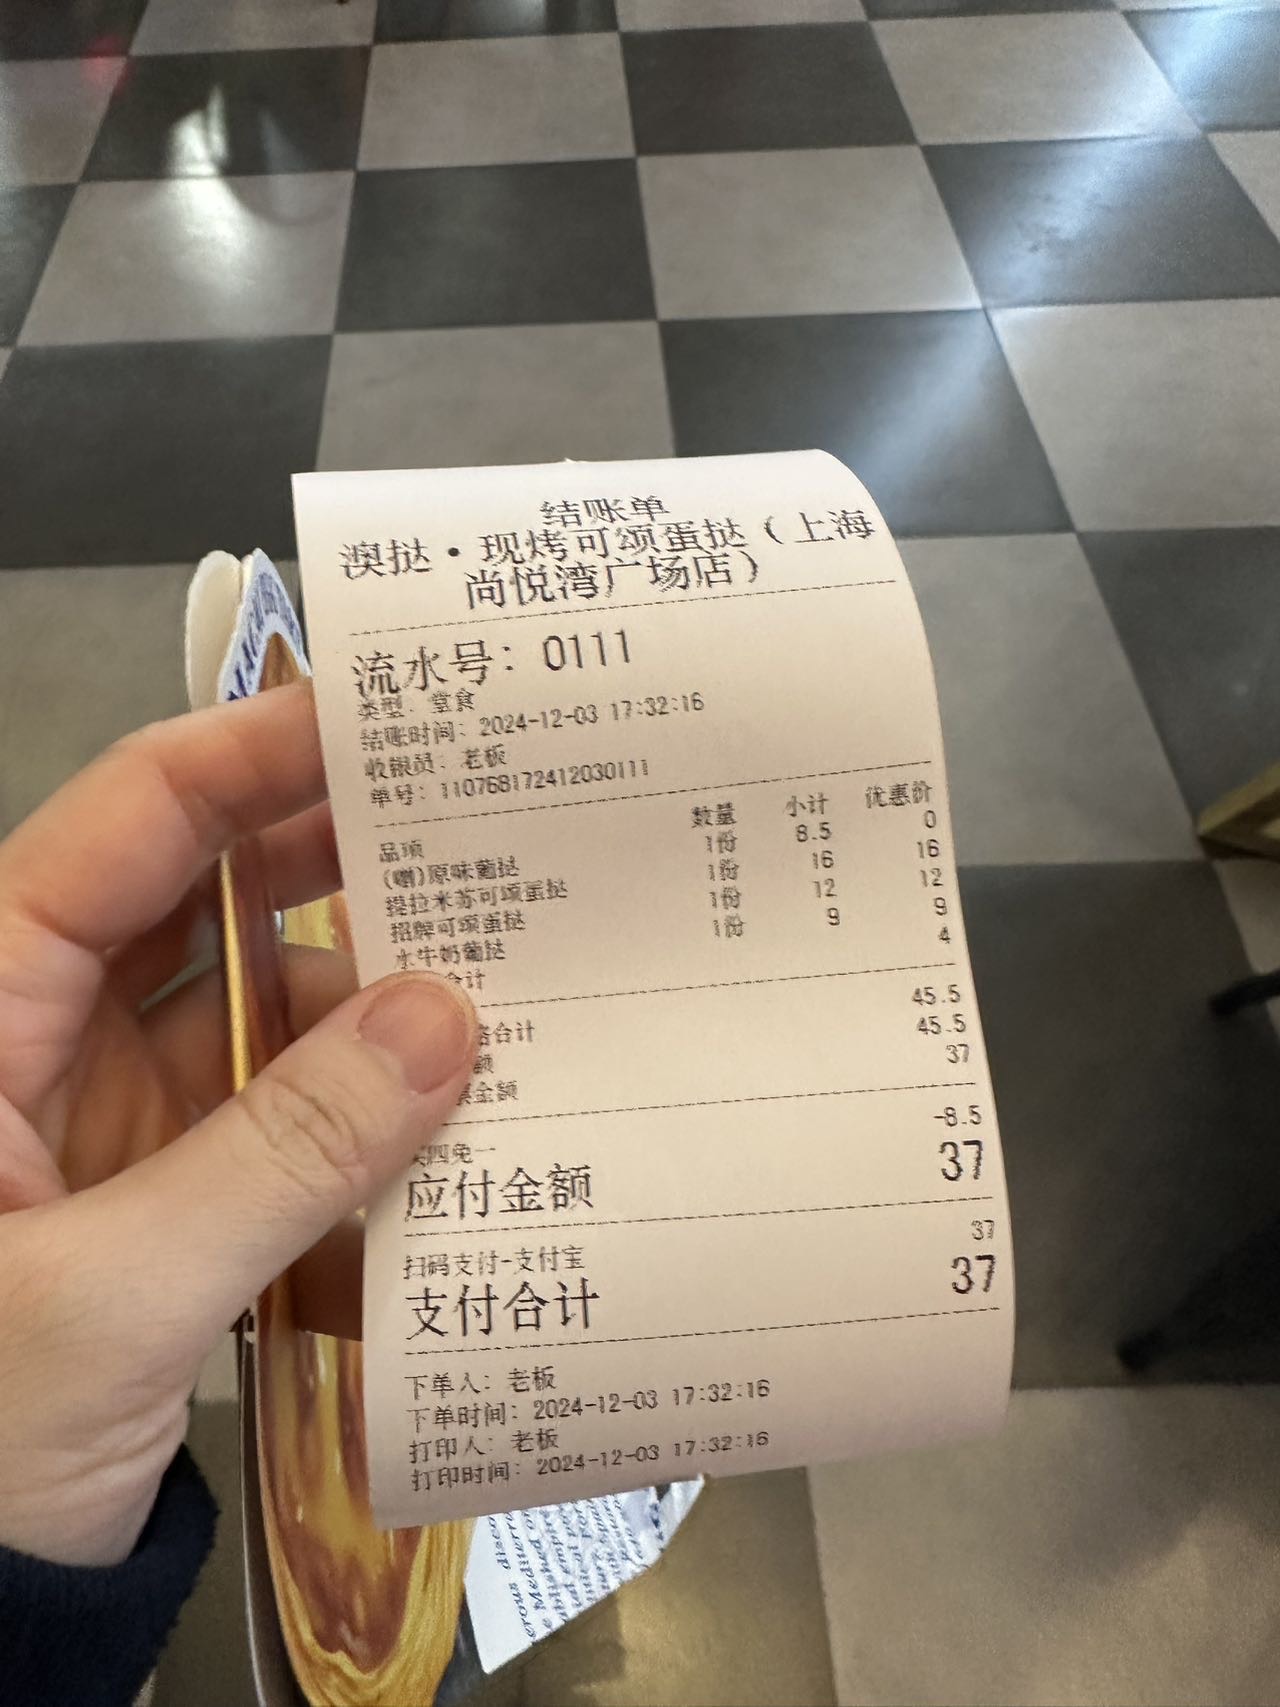 结账单
澳挞·现烤可颂蛋挞（上海
尚悦湾广场店）
流水号：0111
类型：堂食
结账时间：2024-12-03 17:32:16
收银员：老板
单号：110768172412030111
品项 数量 小计 优惠价
(赠)原味葡挞 1份 8.5 0
提拉米苏可颂蛋挞 1份 16 16
招牌可颂蛋挞 1份 12 12
水牛奶葡挞 1份 9 9
合计 4
合计 45.5
额 45.5
金额 37
买四免一 -8.5
应付金额 37
扫码支付-支付宝 37
支付合计 37
下单人：老板
下单时间：2024-12-03 17:32:16
打印人：老板
打印时间：2024-12-03 17:32:16